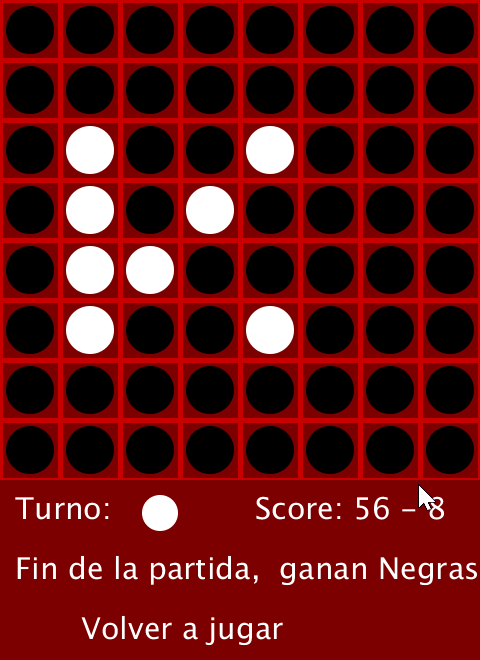 Turno: Score: 56 - 8
Fin de la partida, ganan Negras
Volver a jugar